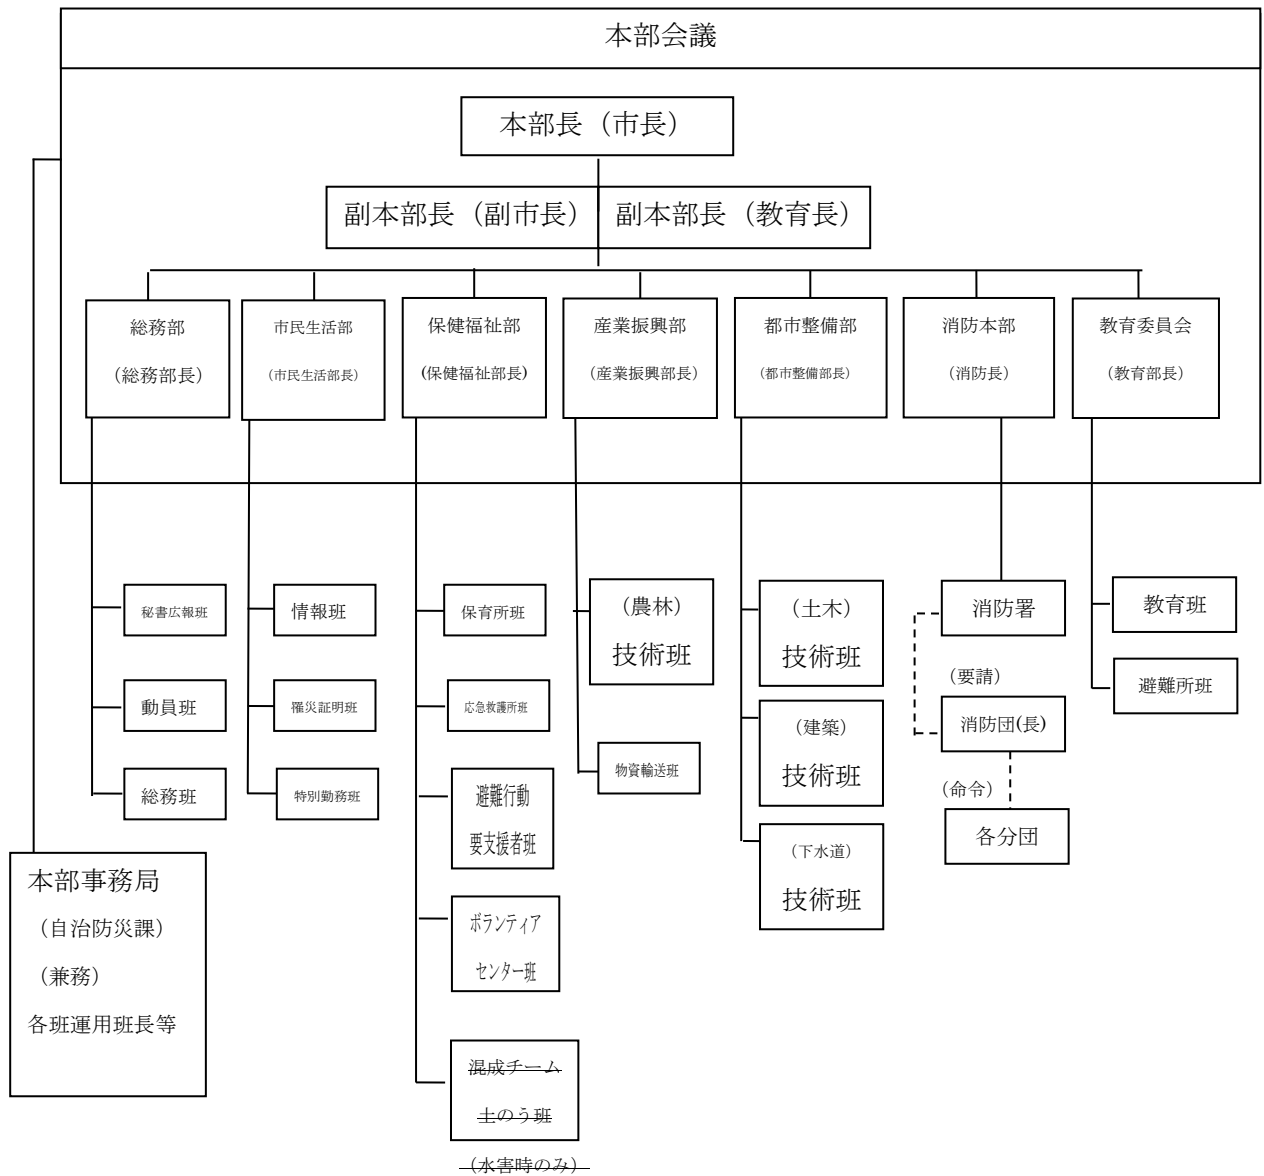 本部会議
本部長（市長）
副本部長（副市長）
副本部長（教育長）
総務部
（総務部長）
市民生活部
（市民生活部長）
保健福祉部
(保健福祉部長)
産業振興部
（産業振興部長）
都市整備部
（都市整備部長）
消防本部
（消防長）
教育委員会
（教育部長）
秘書広報班
動員班
総務班
情報班
罹災証明班
特別勤務班
保育所班
応急救護所班
避難行動
要支援者班
ボランティア
センター班
混成チーム
土のう班
（水害時のみ）
（農林）
技術班
物資輸送班
（土木）
技術班
（建築）
技術班
（下水道）
技術班
消防署
（要請）
消防団(長)
（命令）
各分団
教育班
避難所班
本部事務局
（自治防災課）
（兼務）
各班運用班長等